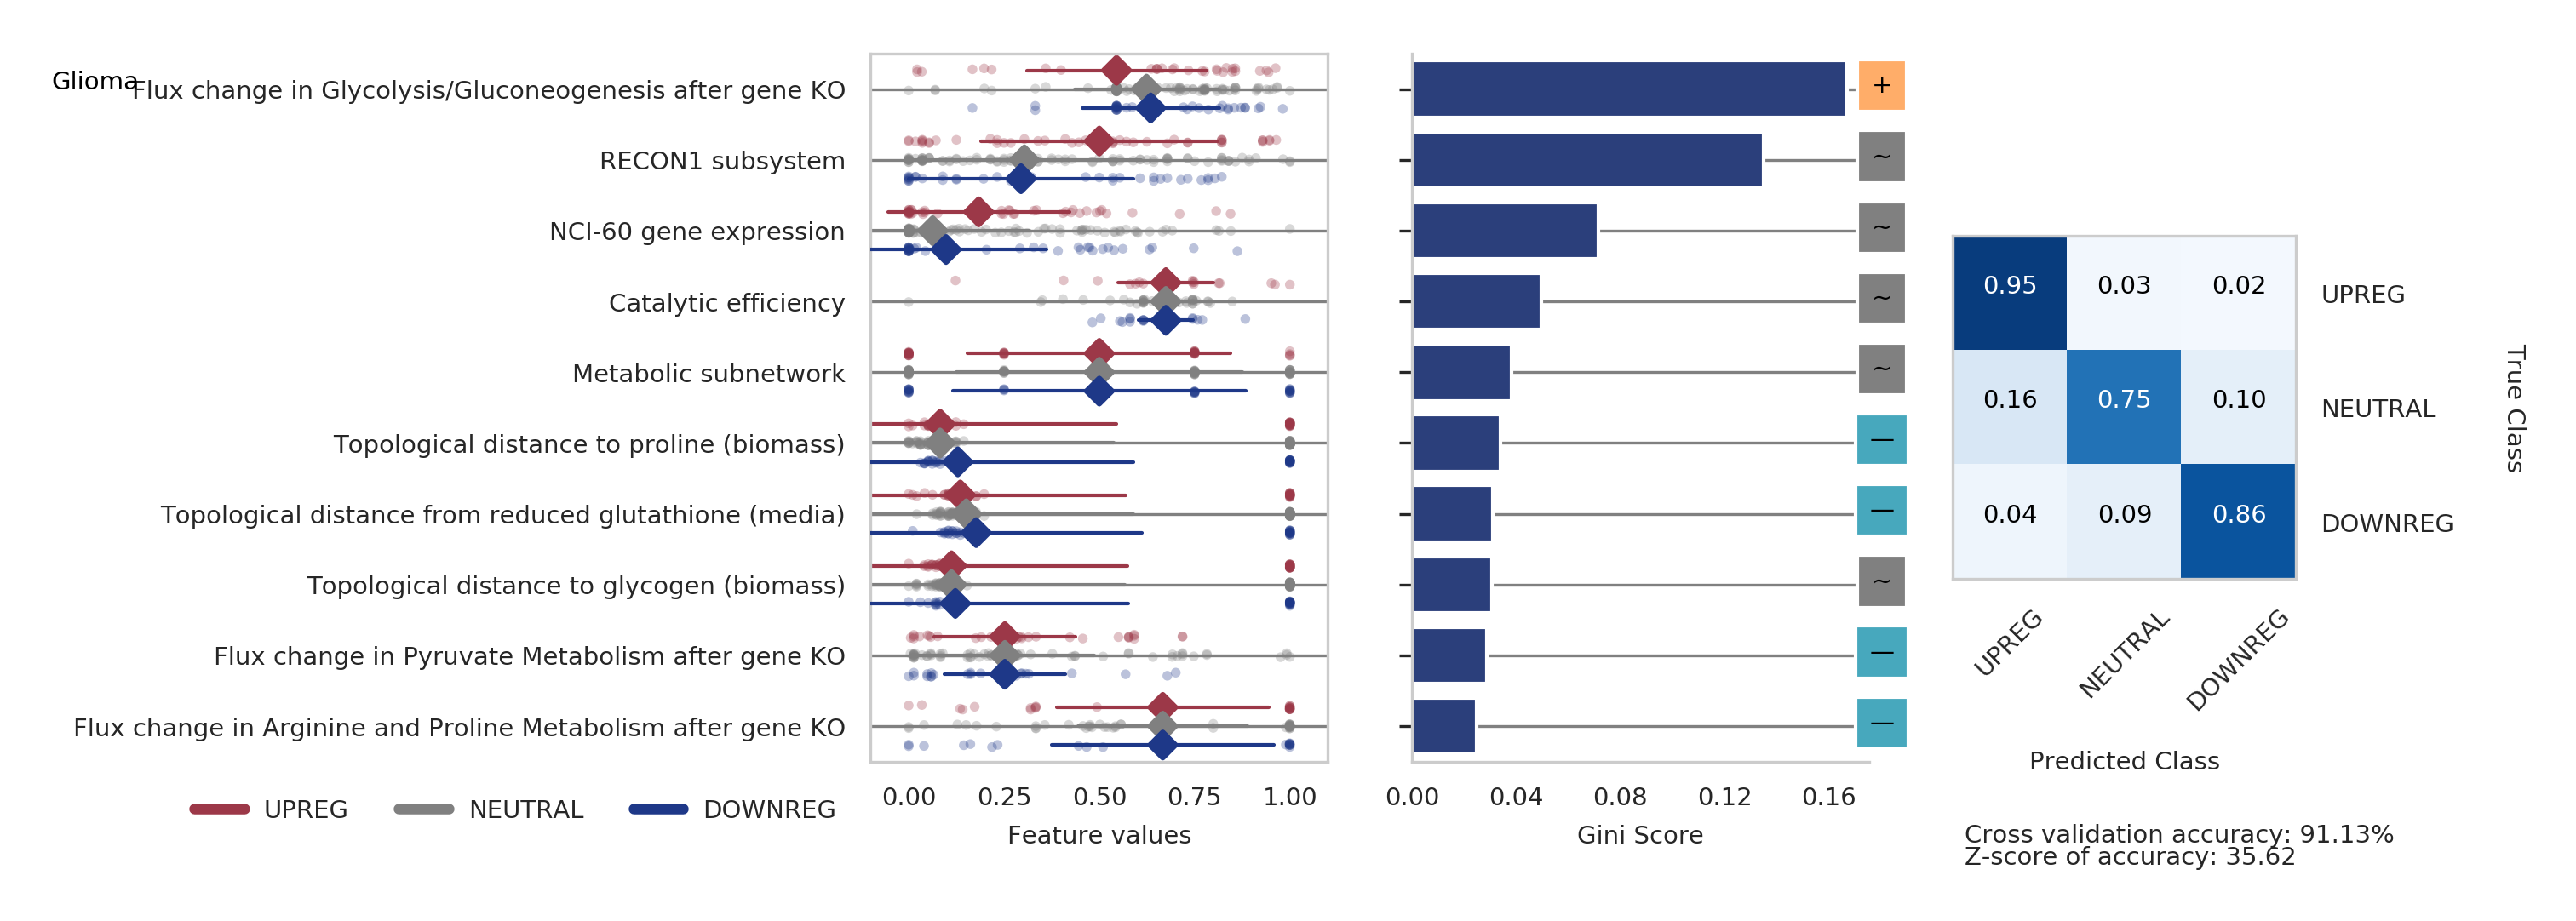 Glioma
Flux change in Glycolysis/Gluconeogenesis after gene KO
RECON1 subsystem
NCI-60 gene expression
Catalytic efficiency
Metabolic subnetwork
Topological distance to proline (biomass)
Topological distance from reduced glutathione (media)
Topological distance to glycogen (biomass)
Flux change in Pyruvate Metabolism after gene KO
Flux change in Arginine and Proline Metabolism after gene KO
UPREG NEUTRAL DOWNREG
0.00 0.25 0.50 0.75 1.00
Feature values
+
~
~
~
~
—
—
~
—
—
0.00 0.04 0.08 0.12 0.16
Gini Score
0.95 0.03 0.02 UPREG
0.16 0.75 0.10 NEUTRAL
0.04 0.09 0.86 DOWNREG
True Class
UPREG NEUTRAL DOWNREG
Predicted Class
Cross validation accuracy: 91.13%
Z-score of accuracy: 35.62